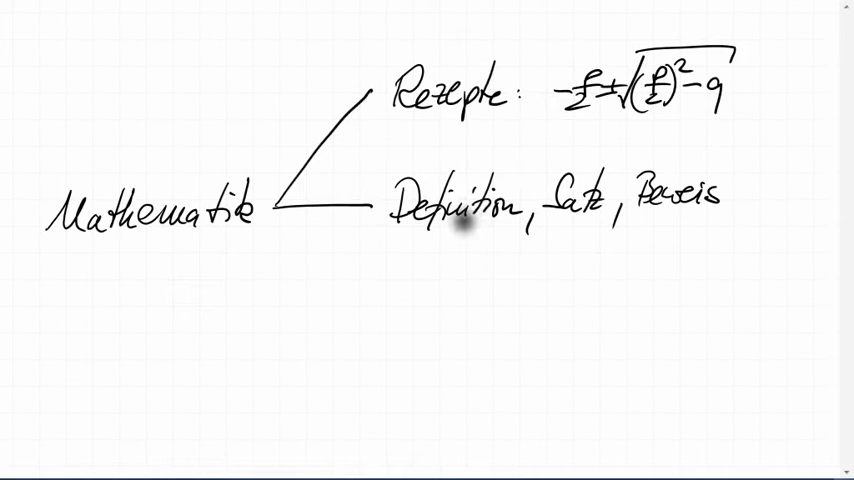 Rezepte: -p/2 ± √((p/2)² - q)
Mathematik
Definition, Satz, Beweis